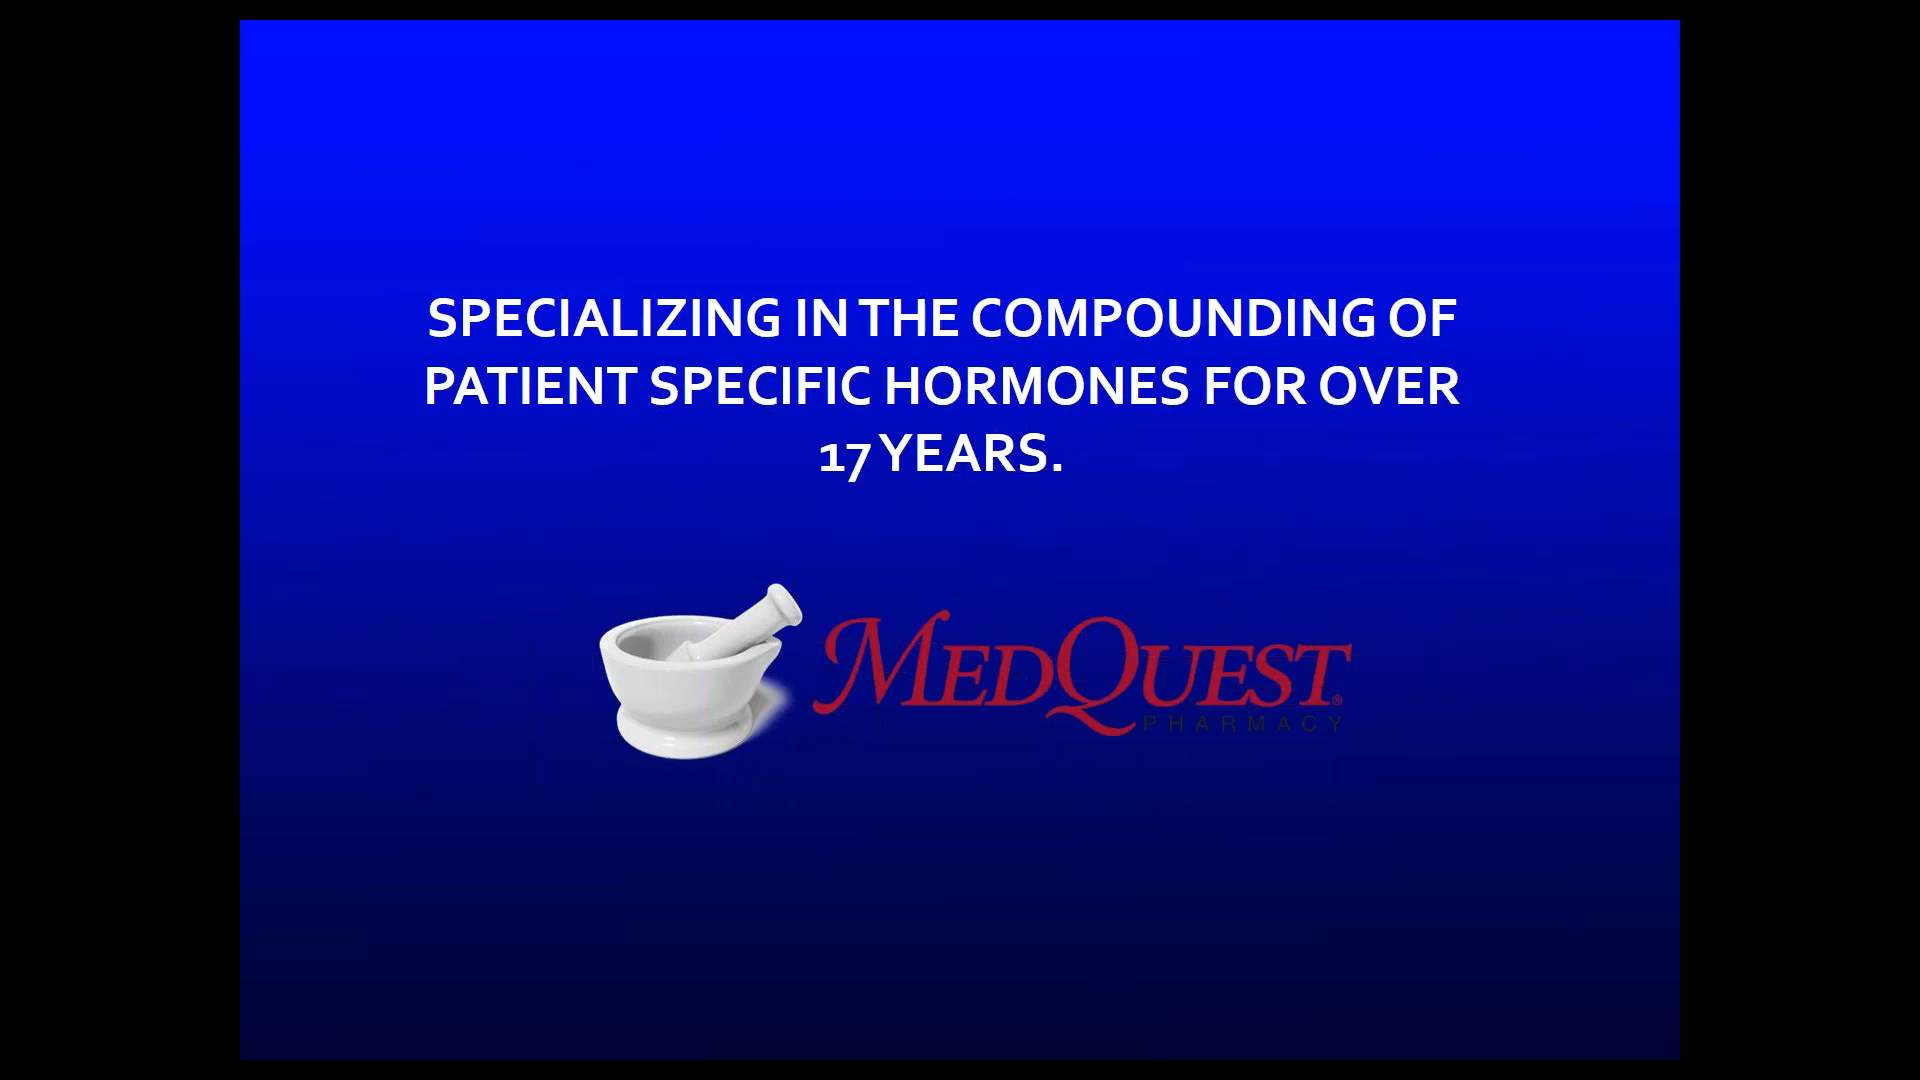 SPECIALIZING IN THE COMPOUNDING OF
PATIENT SPECIFIC HORMONES FOR OVER
17 YEARS.
MEDQUEST®
PHARMACY